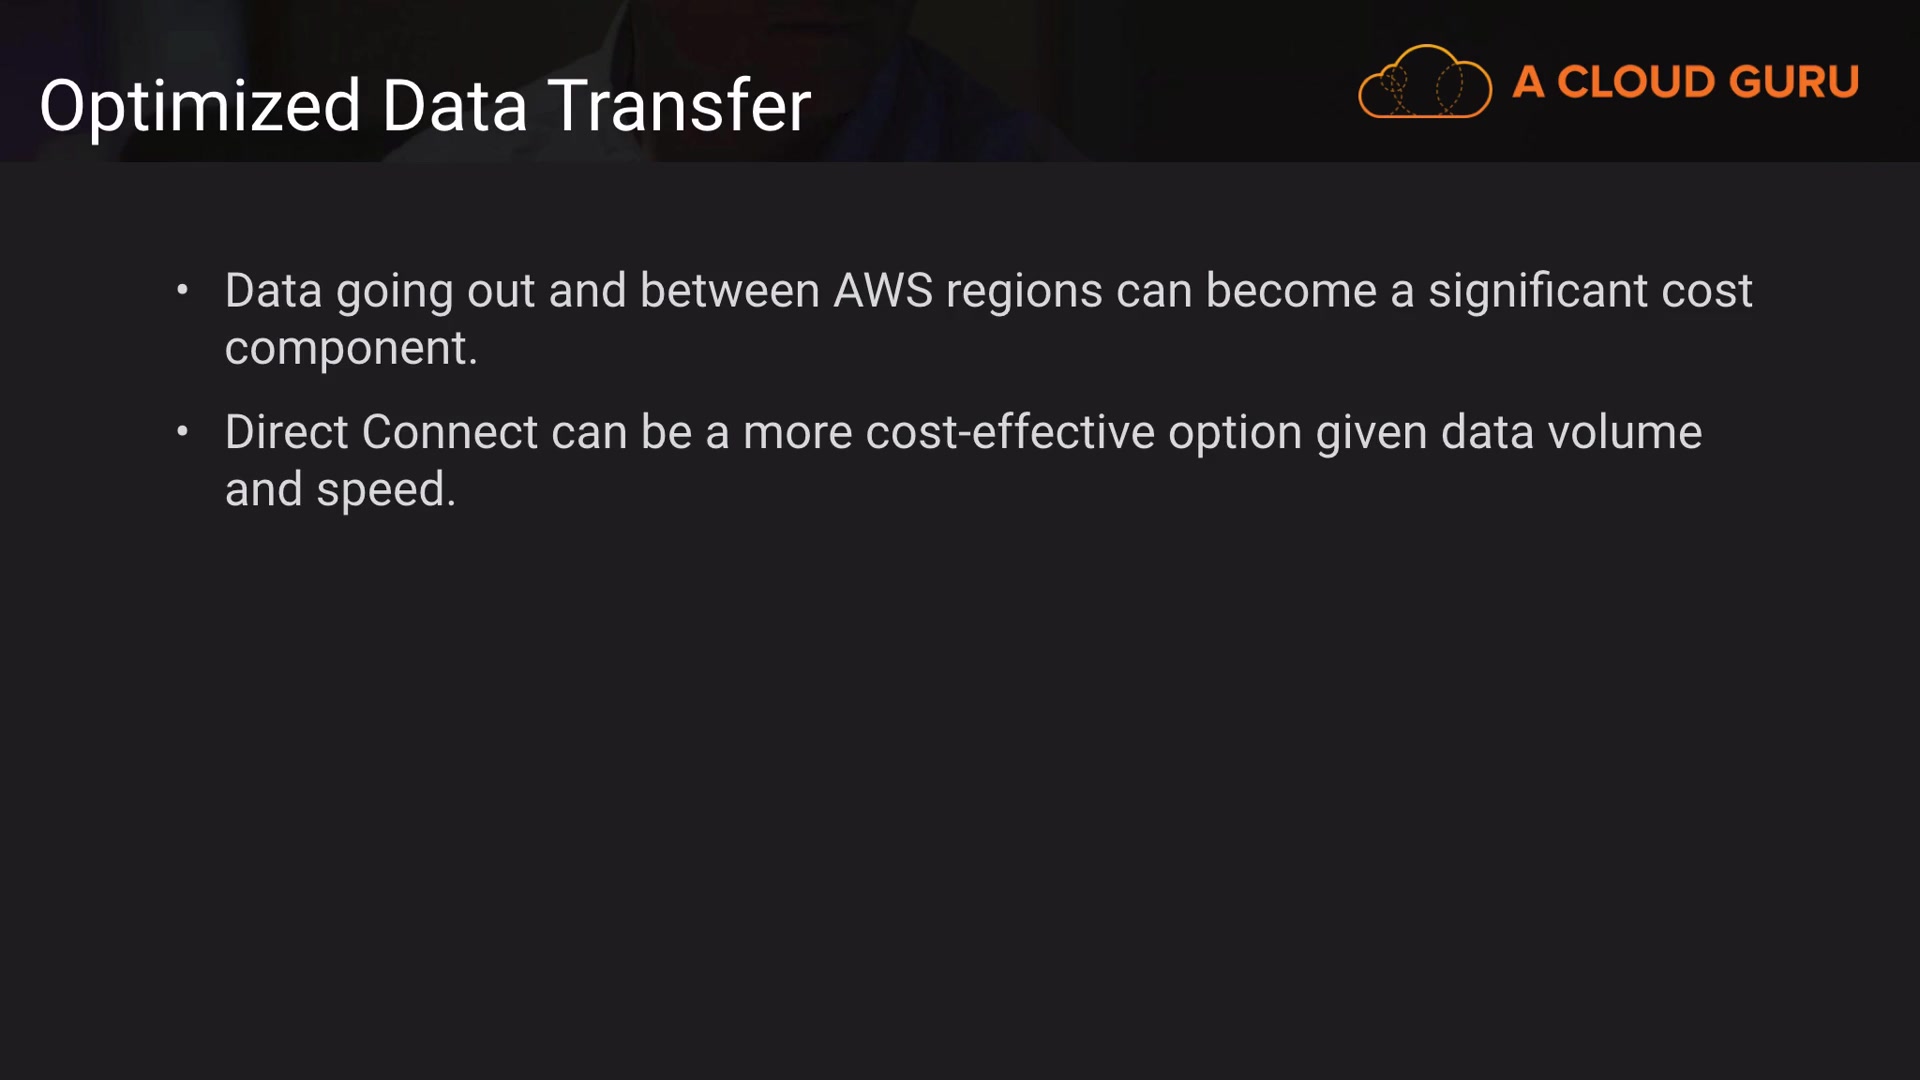 Optimized Data Transfer
A CLOUD GURU
• Data going out and between AWS regions can become a significant cost
component.
• Direct Connect can be a more cost-effective option given data volume
and speed.